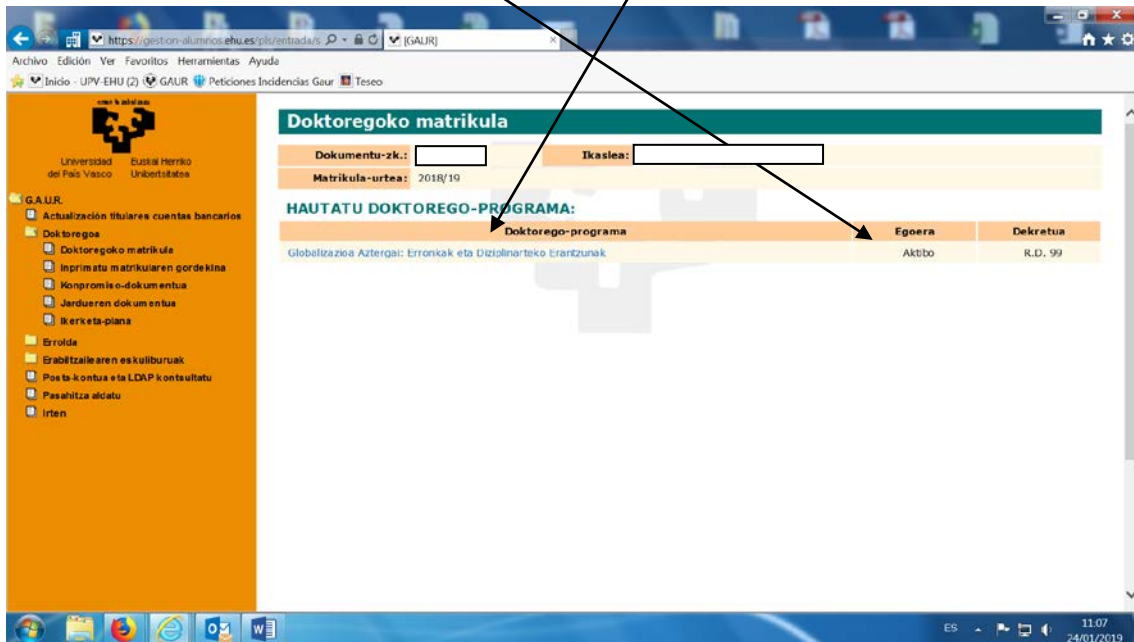 https://gestion-alumnos.ehu.es/pls/entrada/s
(GAUR)
Archivo Edición Ver Favoritos Herramientas Ayuda
Inicio - UPV-EHU (2) GAUR Peticiones Incidencias Gaur Teseo
Universidad del País Vasco
Euskal Herriko Unibertsitatea
G.A.U.R.
Actualización titulares cuentas bancarios
Doktoregoa
Doktoregoko matrikula
Inprimatu matrikularen gordekina
Konpromiso-dokumentua
Jardueren dokumentua
Ikerketa-plana
Errolda
Erabiltzailearen eskuliburuak
Posta-kontua eta LDAP kontsultatu
Pasahitza aldatu
Irten
Doktoregoko matrikula
Dokumentu-zk.: Ikaslea:
Matrikula-urtea: 2018/19
HAUTATU DOKTOREGO-PROGRAMA:
Doktorego-programa Egoera Dekretua
Globalizazioa Aztergai: Erronkak eta Diziplinarteko Erantzunak Aktibo R.D. 99
ES
11:07
24/01/2019